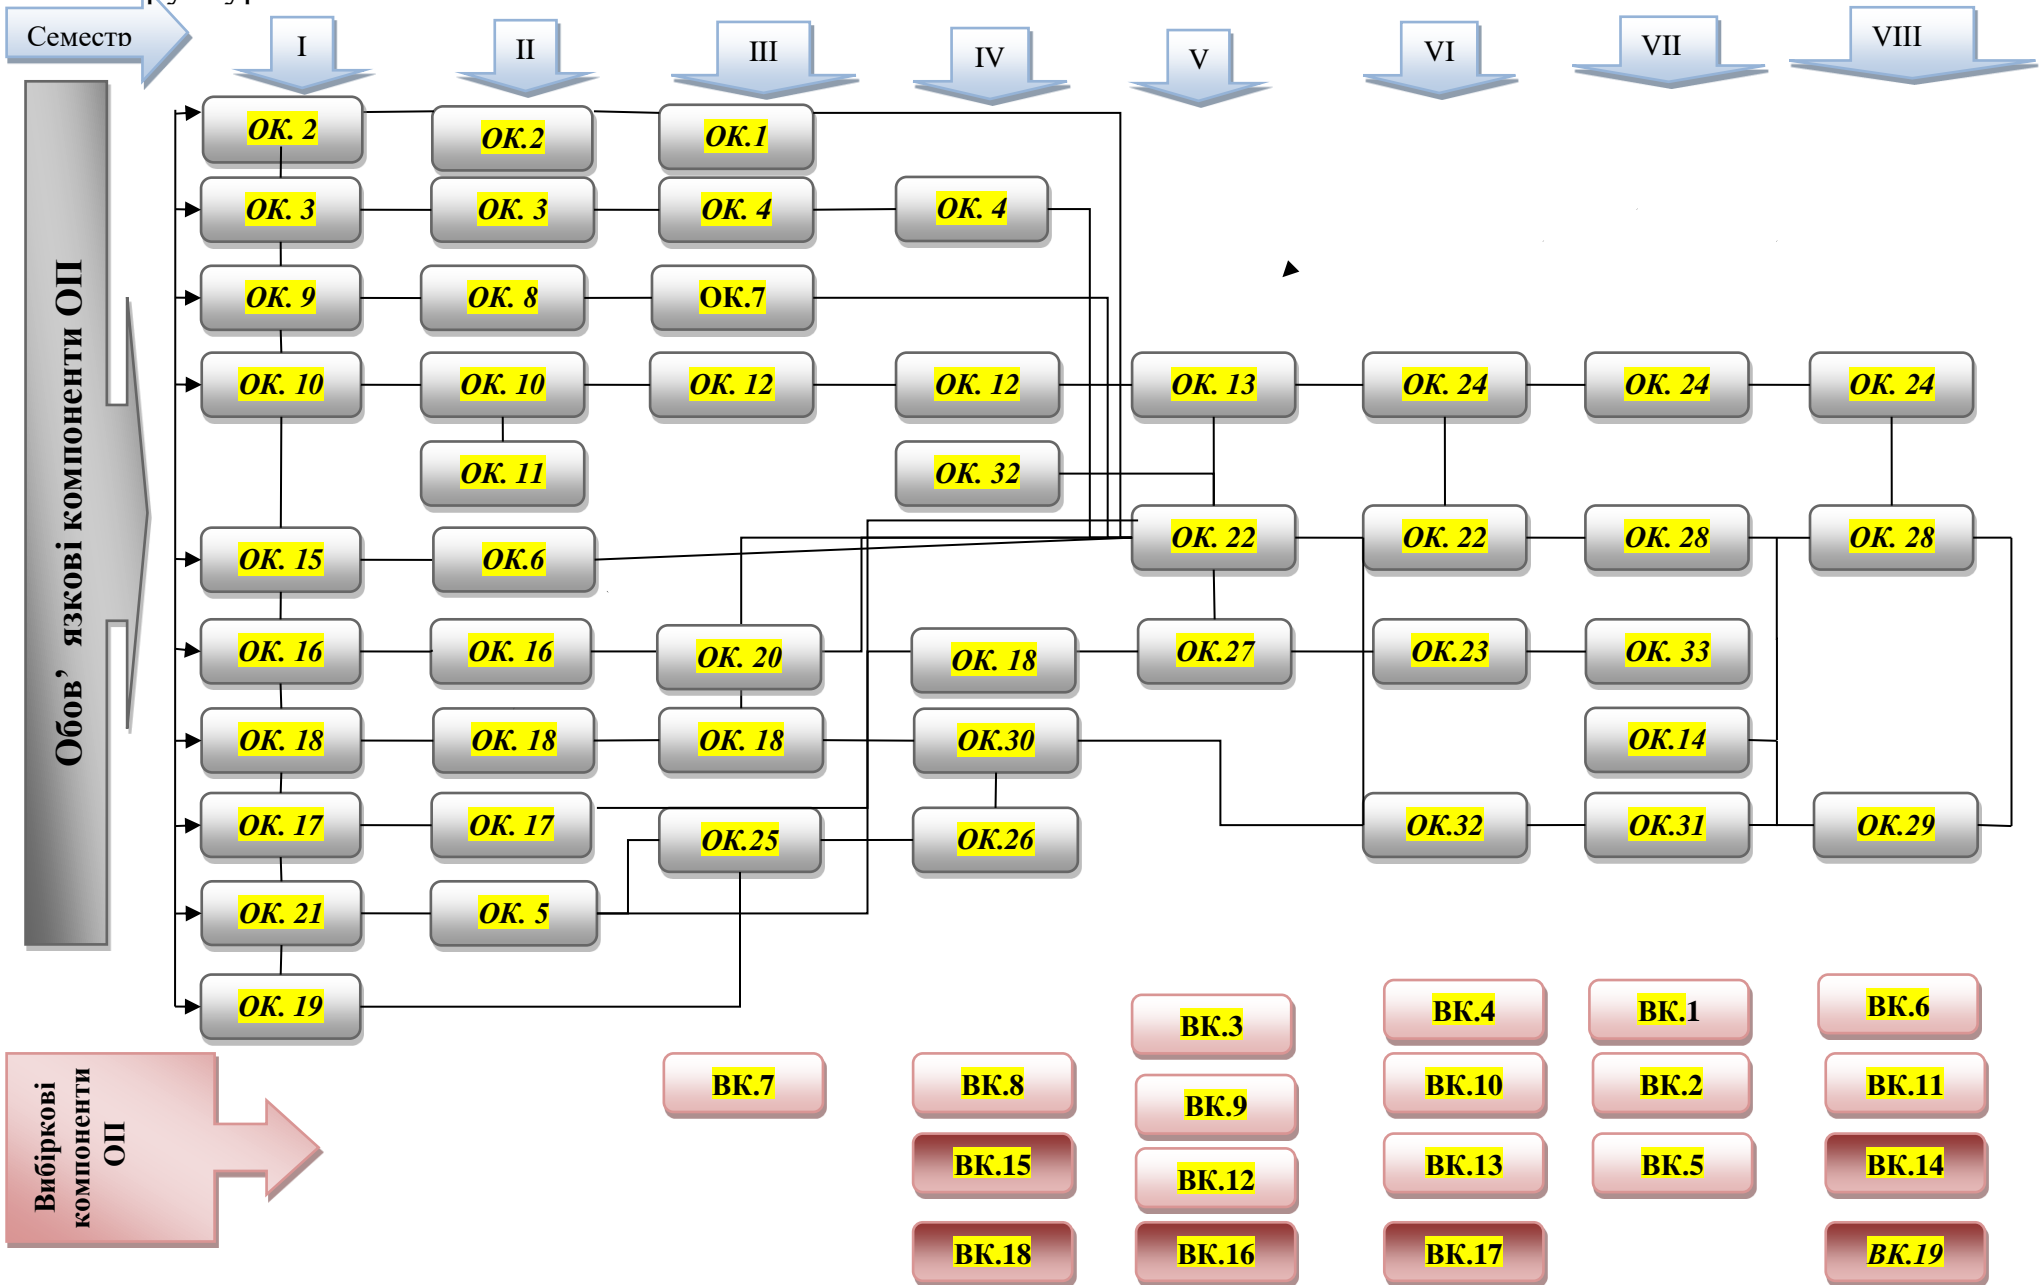 Семестр
I
II
III
IV
V
VI
VII
VIII
Обов’ язкові компоненти ОП
ОК. 2
ОК.2
ОК.1
ОК. 3
ОК. 3
ОК. 4
ОК. 4
ОК. 9
ОК. 8
ОК.7
ОК. 10
ОК. 10
ОК. 12
ОК. 12
ОК. 13
ОК. 24
ОК. 24
ОК. 24
ОК. 11
ОК. 32
ОК. 15
ОК.6
ОК. 22
ОК. 22
ОК. 28
ОК. 28
ОК. 16
ОК. 16
ОК. 20
ОК. 18
ОК.27
ОК.23
ОК. 33
ОК. 18
ОК. 18
ОК. 18
ОК.30
ОК.14
ОК. 17
ОК. 17
ОК.25
ОК.26
ОК.32
ОК.31
ОК.29
ОК. 21
ОК. 5
ОК. 19
Вибіркові
компоненти
ОП
ВК.3
ВК.4
ВК.1
ВК.6
ВК.7
ВК.8
ВК.9
ВК.10
ВК.2
ВК.11
ВК.15
ВК.12
ВК.13
ВК.5
ВК.14
ВК.18
ВК.16
ВК.17
ВК.19